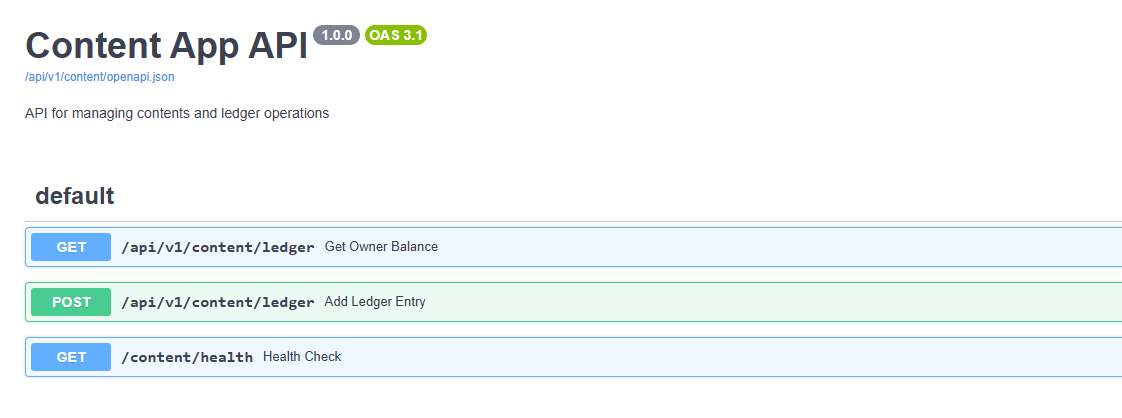 Content App API 1.0.0 OAS 3.1
/api/v1/content/openapi.json
API for managing contents and ledger operations
default
GET /api/v1/content/ledger Get Owner Balance
POST /api/v1/content/ledger Add Ledger Entry
GET /content/health Health Check